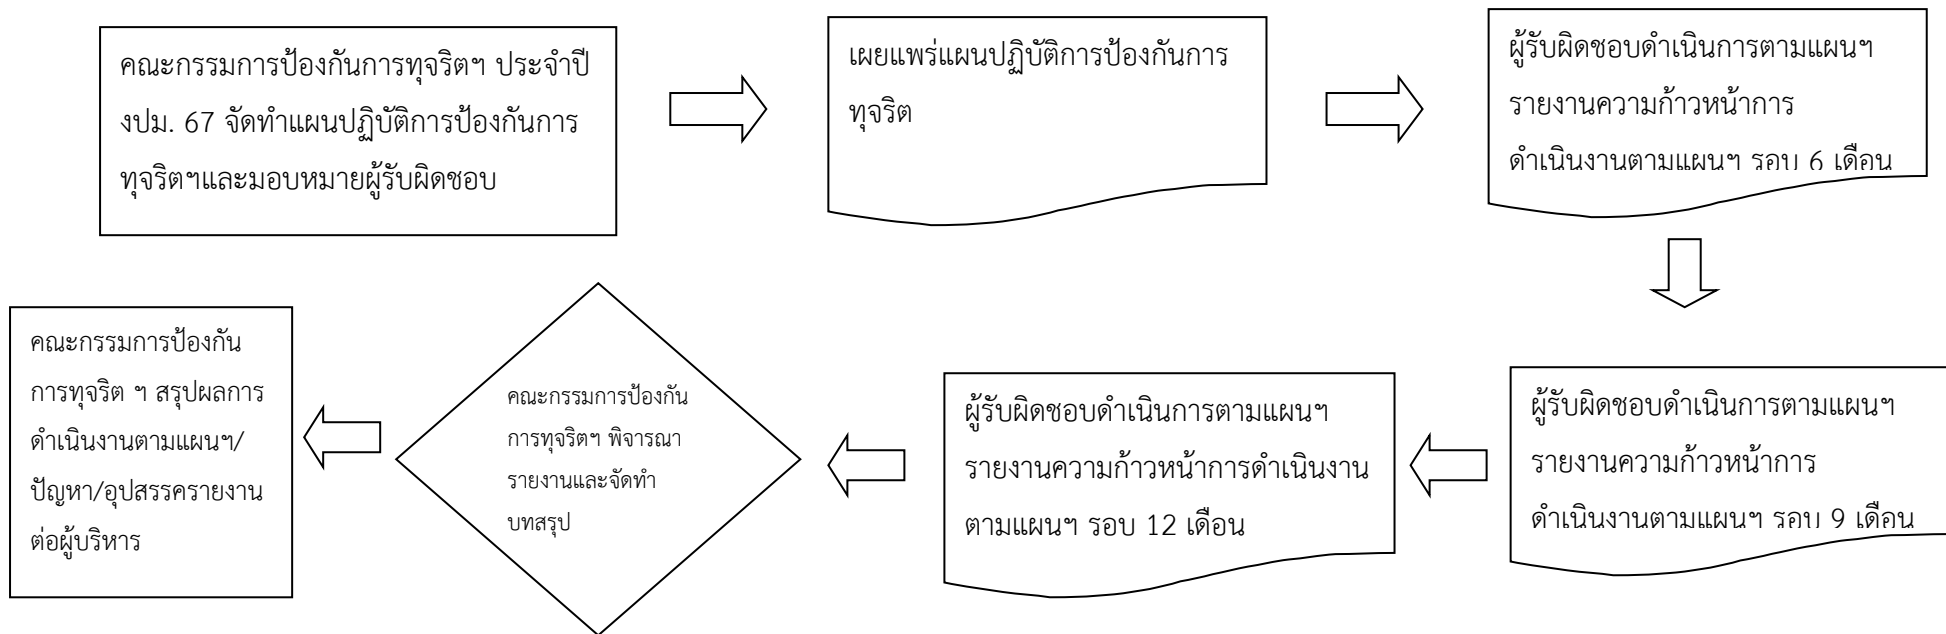 คณะกรรมการป้องกันการทุจริตฯ ประจำปี
งปม. 67 จัดทำแผนปฏิบัติการป้องกันการ
ทุจริตฯและมอบหมายผู้รับผิดชอบ
เผยแพร่แผนปฏิบัติการป้องกันการ
ทุจริต
ผู้รับผิดชอบดำเนินการตามแผนฯ
รายงานความก้าวหน้าการ
ดำเนินงานตามแผนฯ รอบ 6 เดือน
ผู้รับผิดชอบดำเนินการตามแผนฯ
รายงานความก้าวหน้าการ
ดำเนินงานตามแผนฯ รอบ 9 เดือน
ผู้รับผิดชอบดำเนินการตามแผนฯ
รายงานความก้าวหน้าการดำเนินงาน
ตามแผนฯ รอบ 12 เดือน
คณะกรรมการป้องกัน
การทุจริตฯ พิจารณา
รายงานและจัดทำ
บทสรุป
คณะกรรมการป้องกัน
การทุจริต ฯ สรุปผลการ
ดำเนินงานตามแผนฯ/
ปัญหา/อุปสรรครายงาน
ต่อผู้บริหาร